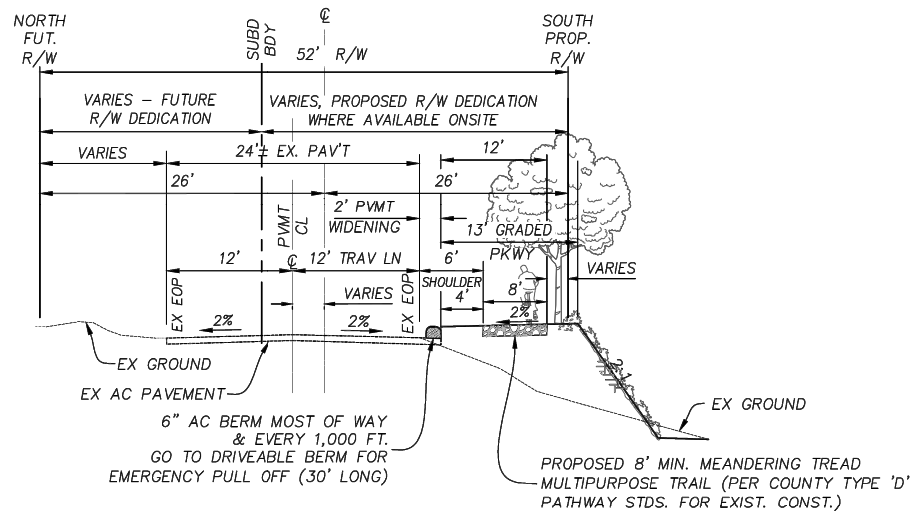 ℄
NORTH
FUT.
R/W
SUBD
BDY
52' R/W
SOUTH
PROP.
R/W
VARIES – FUTURE
R/W DEDICATION
VARIES, PROPOSED R/W DEDICATION
WHERE AVAILABLE ONSITE
VARIES
24'± EX. PAV'T
12'
26'
26'
2' PVMT
WIDENING
PVMT
CL
℄
13' GRADED
PKWY
12'
12' TRAV LN
6'
SHOULDER
VARIES
VARIES
4'
8'
EX EOP
EX EOP
2%
2%
2%
EX GROUND
EX AC PAVEMENT
2:1
EX GROUND
6" AC BERM MOST OF WAY
& EVERY 1,000 FT.
GO TO DRIVEABLE BERM FOR
EMERGENCY PULL OFF (30' LONG)
PROPOSED 8' MIN. MEANDERING TREAD
MULTIPURPOSE TRAIL (PER COUNTY TYPE 'D'
PATHWAY STDS. FOR EXIST. CONST.)